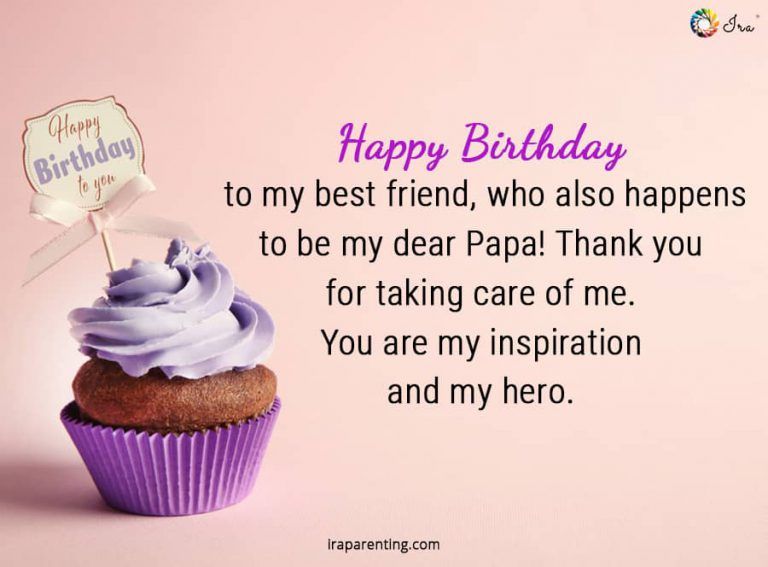 Ira
Happy
Birthday
to you
Happy Birthday
to my best friend, who also happens
to be my dear Papa! Thank you
for taking care of me.
You are my inspiration
and my hero.
iraparenting.com